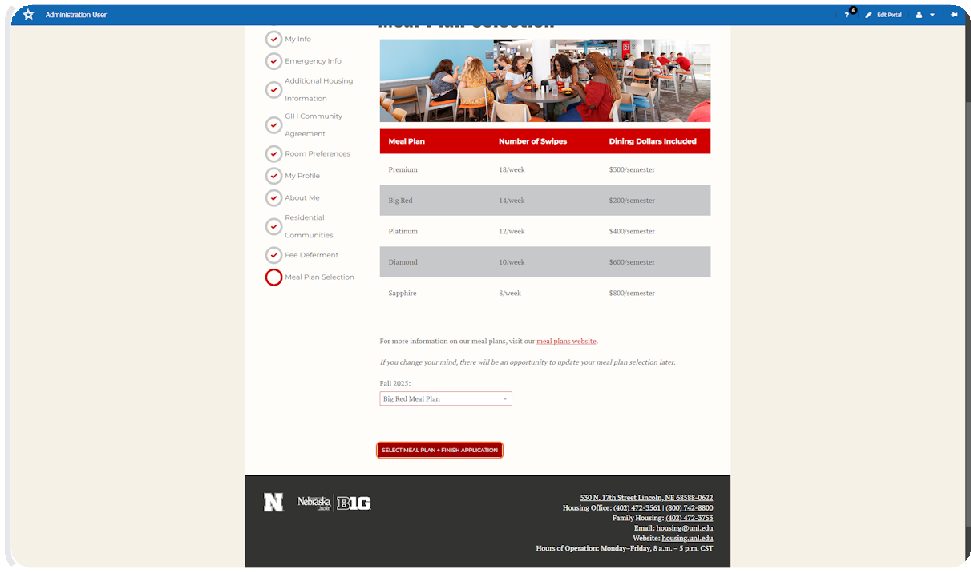 Administration User
?
4
Edit Portal
Meal Plan Selection
My Info
Emergency Info
Additional Housing
Information
Community
Agreement
Room Preferences
My Profile
About Me
Residential
Communities
Fee Deferment
Meal Plan Selection
Meal Plan Number of Swipes Dining Dollars Included
Premium 18/week $300/semester
Big Red 14/week $200/semester
Platinum 12/week $400/semester
Diamond 10/week $600/semester
Sapphire 8/week $800/semester
For more information on our meal plans, visit our meal plans website.
If you change your mind, there will be an opportunity to update your meal plan selection later.
Fall 2025:
Big Red Meal Plan
SELECT MEAL PLAN + FINISH APPLICATION
N
Nebraska
B1G
530 N. 17th Street Lincoln, NE 68588-0622
Housing Office: (402) 472-3561 | (800) 742-8800
Family Housing: (402) 472-3753
Email: housing@unl.edu
Website: housing.unl.edu
Hours of Operation: Monday–Friday, 8 a.m. – 5 p.m. CST